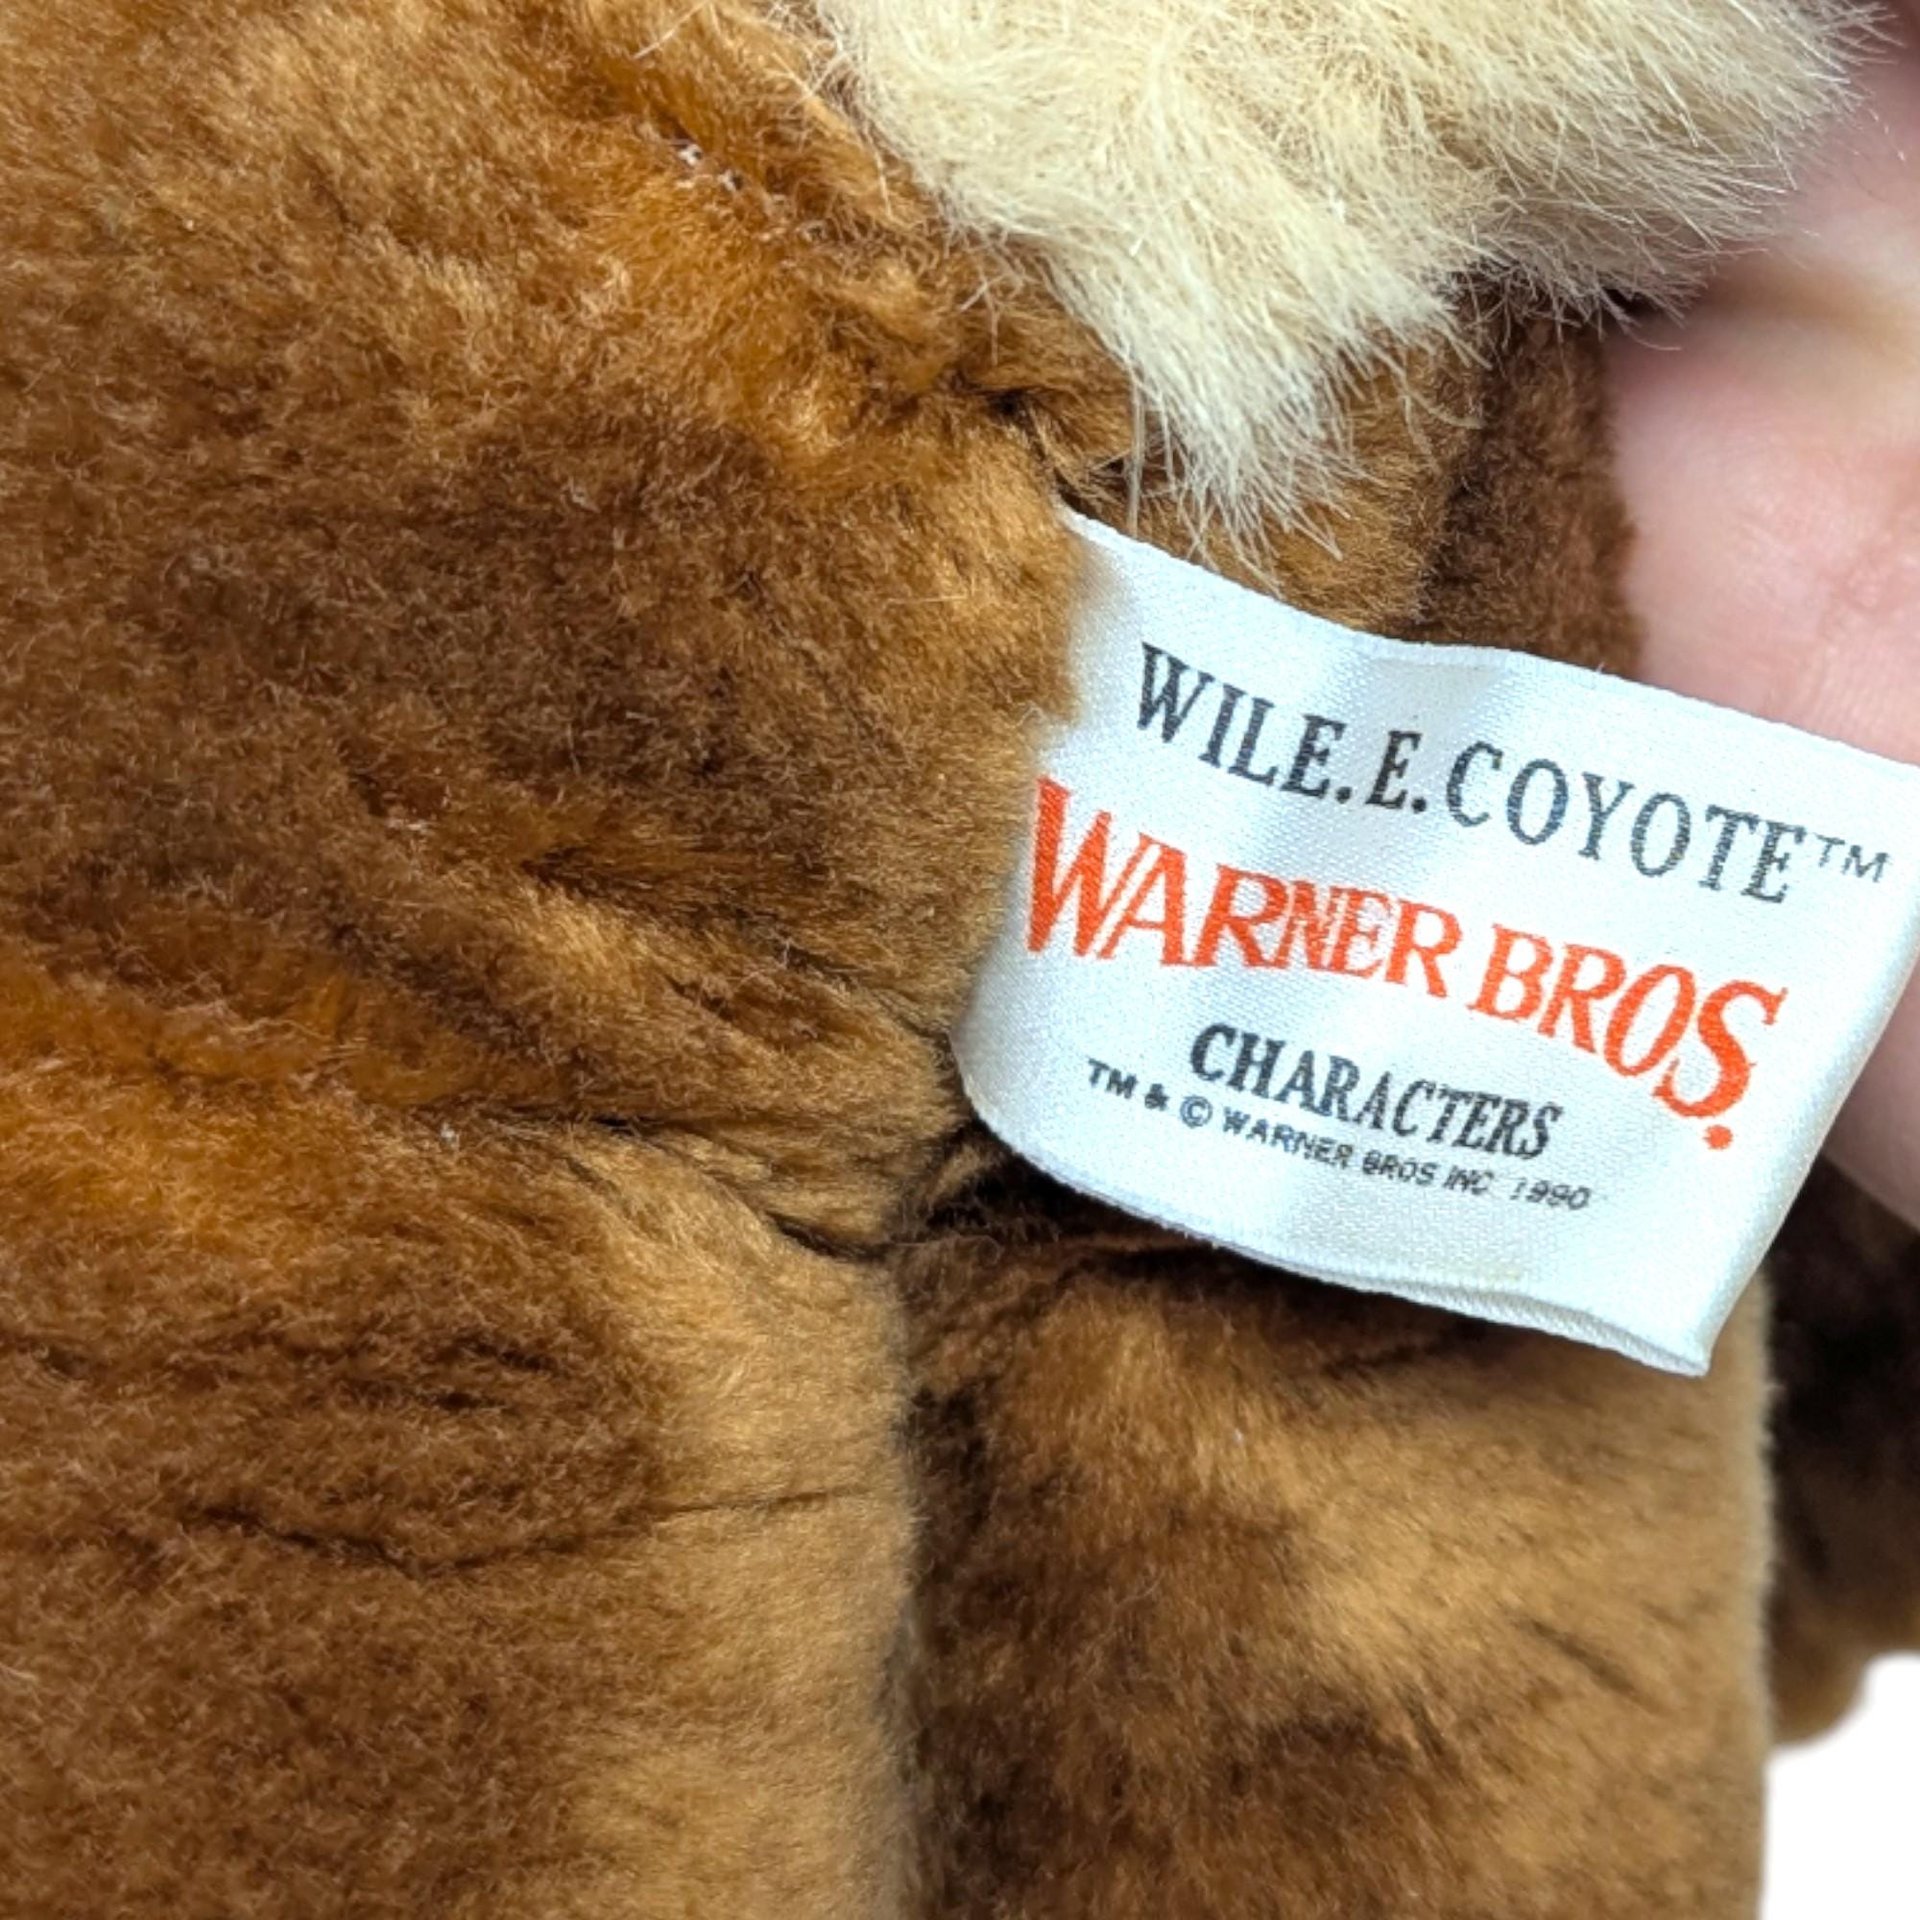 WILE.E.COYOTE™
WARNER BROS.
CHARACTERS
TM & © WARNER BROS INC 1990